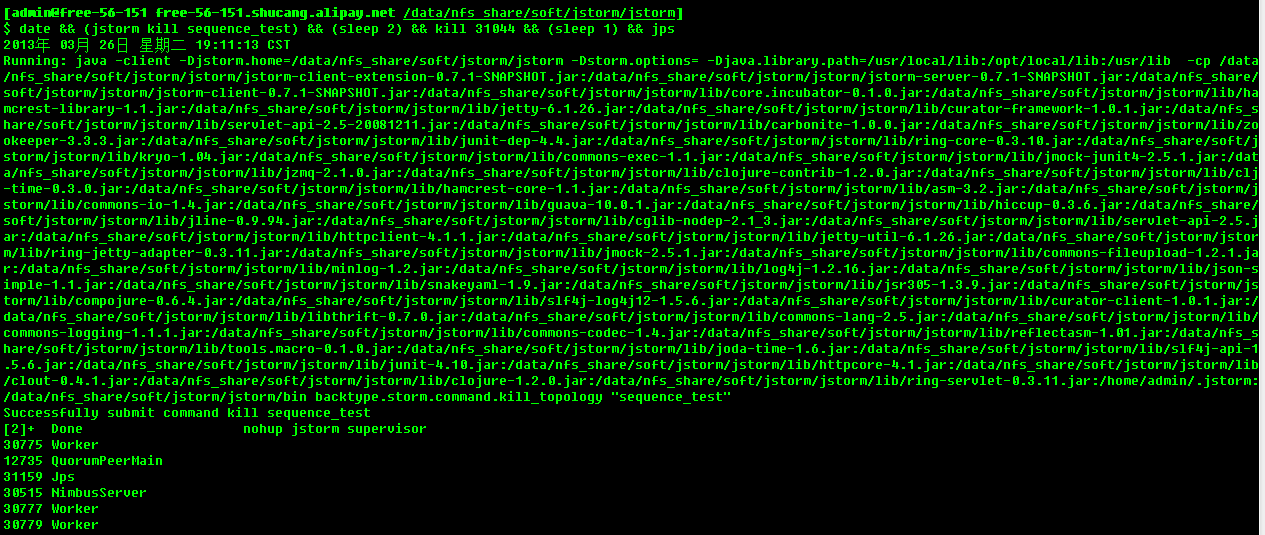 [admin@free-56-151 free-56-151.shucang.alipay.net /data/nfs_share/soft/jstorm/jstorm]
$ date && (jstorm kill sequence_test) && (sleep 2) && kill 31044 && (sleep 1) && jps
2013年 03月 26日 星期二 19:11:13 CST
Running: java -client -Djstorm.home=/data/nfs_share/soft/jstorm/jstorm -Dstorm.options= -Djava.library.path=/usr/local/lib:/opt/local/lib:/usr/lib  -cp /data
/nfs_share/soft/jstorm/jstorm/jstorm-client-extension-0.7.1-SNAPSHOT.jar:/data/nfs_share/soft/jstorm/jstorm/jstorm-server-0.7.1-SNAPSHOT.jar:/data/nfs_share/
soft/jstorm/jstorm/jstorm-client-0.7.1-SNAPSHOT.jar:/data/nfs_share/soft/jstorm/jstorm/lib/core.incubator-0.1.0.jar:/data/nfs_share/soft/jstorm/jstorm/lib/ha
mcrest-library-1.1.jar:/data/nfs_share/soft/jstorm/jstorm/lib/jetty-6.1.26.jar:/data/nfs_share/soft/jstorm/jstorm/lib/curator-framework-1.0.1.jar:/data/nfs_s
hare/soft/jstorm/jstorm/lib/servlet-api-2.5-20081211.jar:/data/nfs_share/soft/jstorm/jstorm/lib/carbonite-1.0.0.jar:/data/nfs_share/soft/jstorm/jstorm/lib/zo
okeeper-3.3.3.jar:/data/nfs_share/soft/jstorm/jstorm/lib/junit-dep-4.4.jar:/data/nfs_share/soft/jstorm/jstorm/lib/ring-core-0.3.10.jar:/data/nfs_share/soft/j
storm/jstorm/lib/kryo-1.04.jar:/data/nfs_share/soft/jstorm/jstorm/lib/commons-exec-1.1.jar:/data/nfs_share/soft/jstorm/jstorm/lib/jmock-junit4-2.5.1.jar:/dat
a/nfs_share/soft/jstorm/jstorm/lib/jzmq-2.1.0.jar:/data/nfs_share/soft/jstorm/jstorm/lib/clojure-contrib-1.2.0.jar:/data/nfs_share/soft/jstorm/jstorm/lib/clj
-time-0.3.0.jar:/data/nfs_share/soft/jstorm/jstorm/lib/hamcrest-core-1.1.jar:/data/nfs_share/soft/jstorm/jstorm/lib/asm-3.2.jar:/data/nfs_share/soft/jstorm/j
storm/lib/commons-io-1.4.jar:/data/nfs_share/soft/jstorm/jstorm/lib/guava-10.0.1.jar:/data/nfs_share/soft/jstorm/jstorm/lib/hiccup-0.3.6.jar:/data/nfs_share/
soft/jstorm/jstorm/lib/jline-0.9.94.jar:/data/nfs_share/soft/jstorm/jstorm/lib/cglib-nodep-2.1_3.jar:/data/nfs_share/soft/jstorm/jstorm/lib/servlet-api-2.5.j
ar:/data/nfs_share/soft/jstorm/jstorm/lib/httpclient-4.1.1.jar:/data/nfs_share/soft/jstorm/jstorm/lib/jetty-util-6.1.26.jar:/data/nfs_share/soft/jstorm/jstor
m/lib/ring-jetty-adapter-0.3.11.jar:/data/nfs_share/soft/jstorm/jstorm/lib/jmock-2.5.1.jar:/data/nfs_share/soft/jstorm/jstorm/lib/commons-fileupload-1.2.1.ja
r:/data/nfs_share/soft/jstorm/jstorm/lib/minlog-1.2.jar:/data/nfs_share/soft/jstorm/jstorm/lib/log4j-1.2.16.jar:/data/nfs_share/soft/jstorm/jstorm/lib/json-s
imple-1.1.jar:/data/nfs_share/soft/jstorm/jstorm/lib/snakeyaml-1.9.jar:/data/nfs_share/soft/jstorm/jstorm/lib/jsr305-1.3.9.jar:/data/nfs_share/soft/jstorm/js
torm/lib/compojure-0.6.4.jar:/data/nfs_share/soft/jstorm/jstorm/lib/slf4j-log4j12-1.5.6.jar:/data/nfs_share/soft/jstorm/jstorm/lib/curator-client-1.0.1.jar:/
data/nfs_share/soft/jstorm/jstorm/lib/libthrift-0.7.0.jar:/data/nfs_share/soft/jstorm/jstorm/lib/commons-lang-2.5.jar:/data/nfs_share/soft/jstorm/jstorm/lib/
commons-logging-1.1.1.jar:/data/nfs_share/soft/jstorm/jstorm/lib/commons-codec-1.4.jar:/data/nfs_share/soft/jstorm/jstorm/lib/reflectasm-1.01.jar:/data/nfs_s
hare/soft/jstorm/jstorm/lib/tools.macro-0.1.0.jar:/data/nfs_share/soft/jstorm/jstorm/lib/joda-time-1.6.jar:/data/nfs_share/soft/jstorm/jstorm/lib/slf4j-api-1
.5.6.jar:/data/nfs_share/soft/jstorm/jstorm/lib/junit-4.10.jar:/data/nfs_share/soft/jstorm/jstorm/lib/httpcore-4.1.jar:/data/nfs_share/soft/jstorm/jstorm/lib
/clout-0.4.1.jar:/data/nfs_share/soft/jstorm/jstorm/lib/clojure-1.2.0.jar:/data/nfs_share/soft/jstorm/jstorm/lib/ring-servlet-0.3.11.jar:/home/admin/.jstorm:
/data/nfs_share/soft/jstorm/jstorm/bin backtype.storm.command.kill_topology "sequence_test"
Successfully submit command kill sequence_test
[2]+  Done                    nohup jstorm supervisor
30775 Worker
12735 QuorumPeerMain
31159 Jps
30515 NimbusServer
30777 Worker
30779 Worker